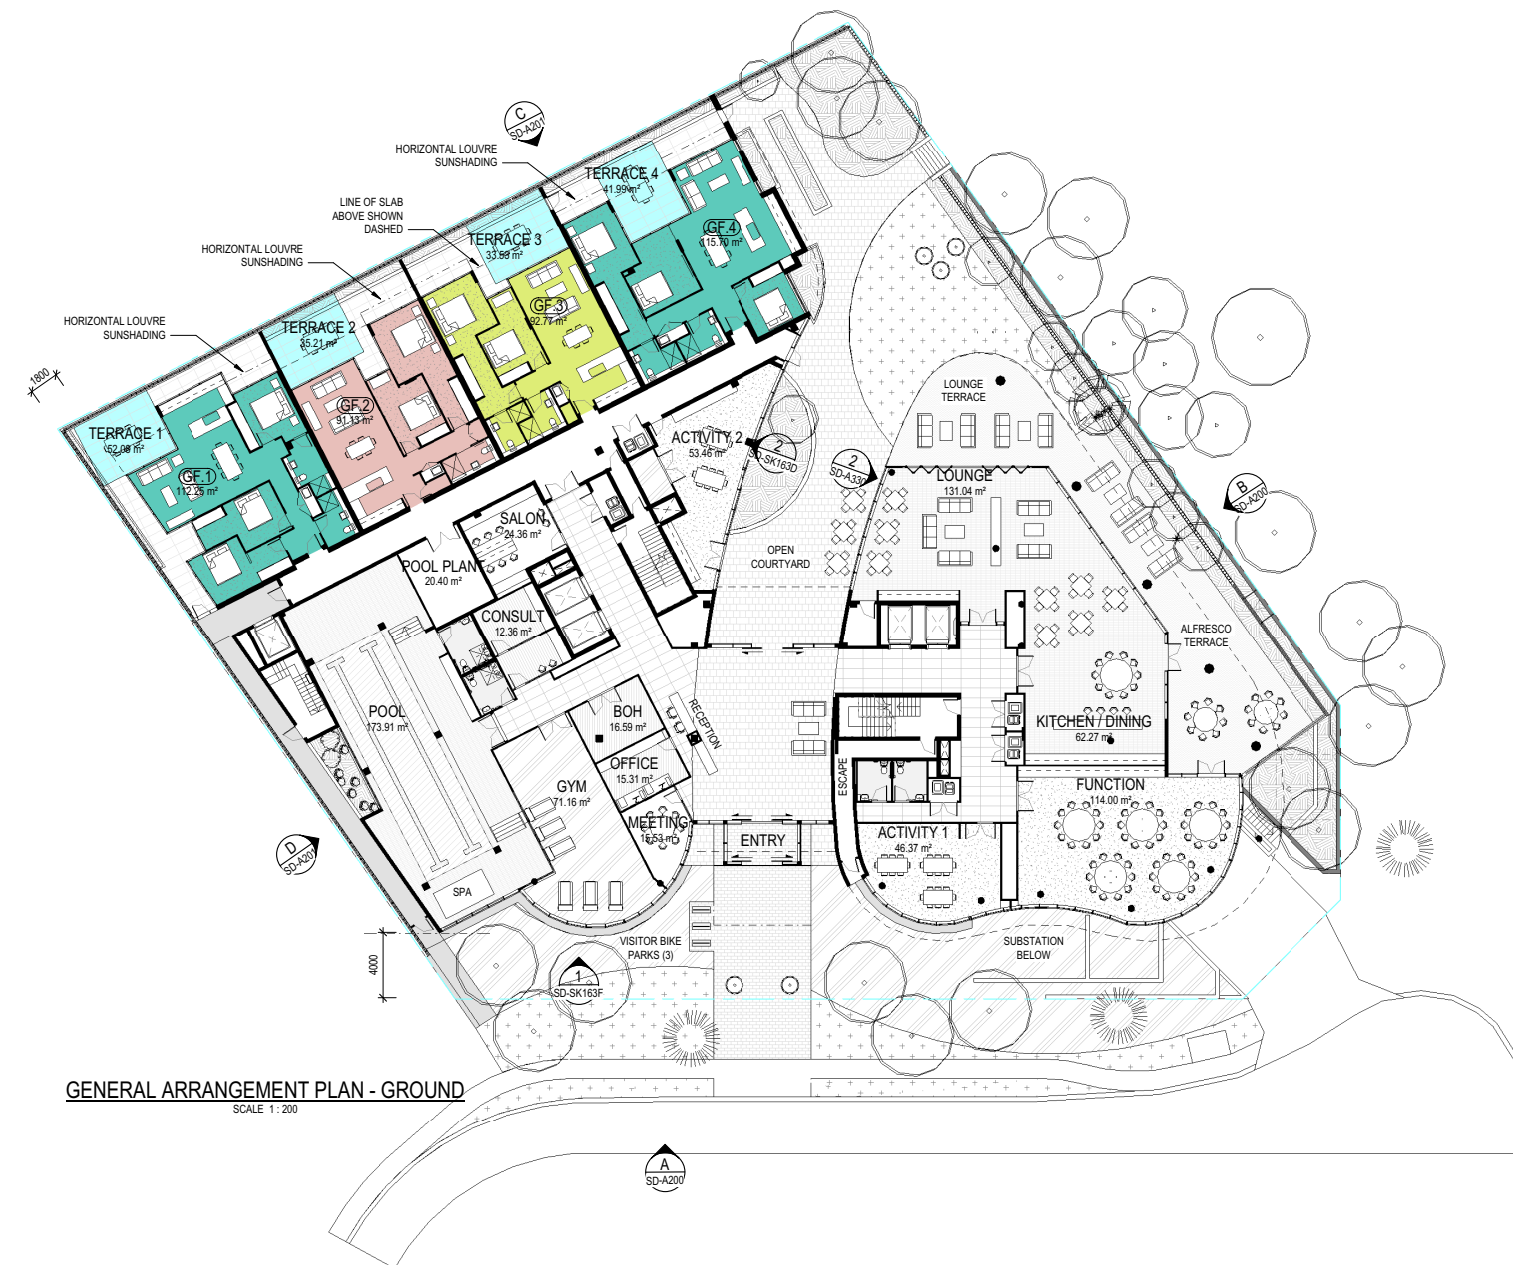 C
SD-A201
HORIZONTAL LOUVRE
SUNSHADING
TERRACE 4
41.99 m²
LINE OF SLAB
ABOVE SHOWN
DASHED
GF.4
115.70 m²
TERRACE 3
33.53 m²
HORIZONTAL LOUVRE
SUNSHADING
GF.3
92.77 m²
HORIZONTAL LOUVRE
SUNSHADING
TERRACE 2
35.21 m²
1800
GF.2
91.13 m²
LOUNGE
TERRACE
TERRACE 1
52.09 m²
GF.1
112.25 m²
ACTIVITY 2
53.46 m²
2
SD-SK163D
2
SD-A330
LOUNGE
131.04 m²
B
SD-A200
SALON
24.36 m²
OPEN
COURTYARD
POOL PLANT
20.40 m²
CONSULT
12.36 m²
ALFRESCO
TERRACE
POOL
173.91 m²
BOH
16.59 m²
RECEPTION
KITCHEN / DINING
62.27 m²
OFFICE
15.31 m²
ESCAPE
GYM
71.16 m²
FUNCTION
114.00 m²
MEETING
15.53 m²
ENTRY
ACTIVITY 1
46.37 m²
D
SD-A201
SPA
VISITOR BIKE
PARKS (3)
SUBSTATION
BELOW
4000
1
SD-SK163F
GENERAL ARRANGEMENT PLAN - GROUND
SCALE 1 : 200
A
SD-A200